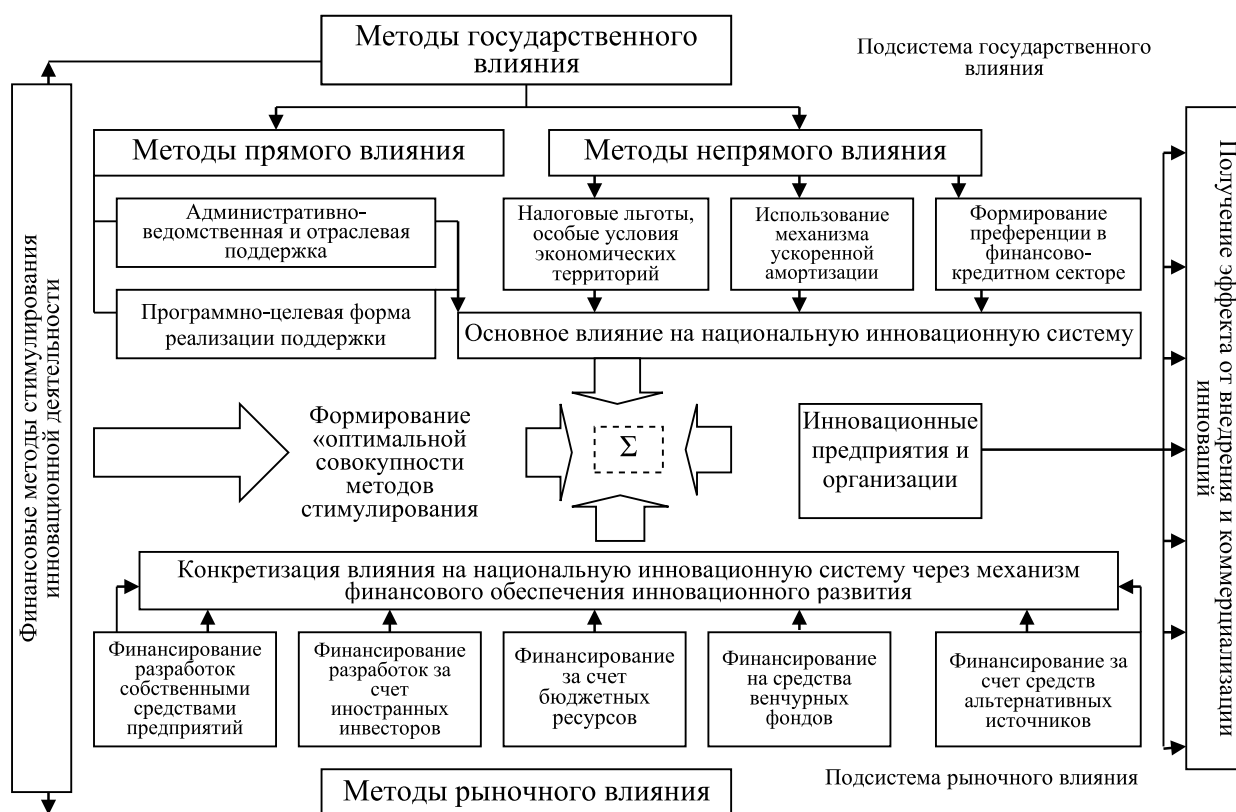 Методы государственного
влияния
Подсистема государственного
влияния
Финансовые методы стимулирования
инновационной деятельности
Методы прямого влияния
Методы непрямого влияния
Административно-
ведомственная и отраслевая
поддержка
Программно-целевая форма
реализации поддержки
Налоговые льготы,
особые условия
экономических
территорий
Использование
механизма
ускоренной
амортизации
Формирование
преференции в
финансово-
кредитном секторе
Основное влияние на национальную инновационную систему
Формирование
«оптимальной
совокупности
методов
стимулирования
Σ
Инновационные
предприятия и
организации
Получение эффекта от внедрения и коммерциализации
инноваций
Конкретизация влияния на национальную инновационную систему через механизм
финансового обеспечения инновационного развития
Финансирование
разработок
собственными
средствами
предприятий
Финансирование
разработок за
счет
иностранных
инвесторов
Финансирование
за счет
бюджетных
ресурсов
Финансирование
на средства
венчурных
фондов
Финансирование за
счет средств
альтернативных
источников
Методы рыночного влияния
Подсистема рыночного влияния